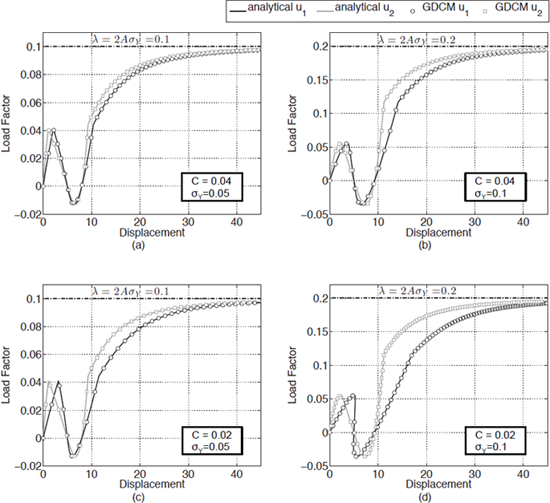 analytical u1 analytical u2 GDCM u1 GDCM u2
λ = 2AσY = 0.1
0.1
0.08
0.06
0.04
0.02
0
−0.02
Load Factor
C = 0.04
σY=0.05
0 10 20 30 40
Displacement
(a)
λ = 2AσY = 0.2
0.2
0.15
0.1
0.05
0
−0.05
Load Factor
C = 0.04
σY=0.1
0 10 20 30 40
Displacement
(b)
λ = 2AσY = 0.1
0.1
0.08
0.06
0.04
0.02
0
−0.02
Load Factor
C = 0.02
σY=0.05
0 10 20 30 40
Displacement
(c)
λ = 2AσY = 0.2
0.2
0.15
0.1
0.05
0
−0.05
Load Factor
C = 0.02
σY=0.1
0 10 20 30 40
Displacement
(d)